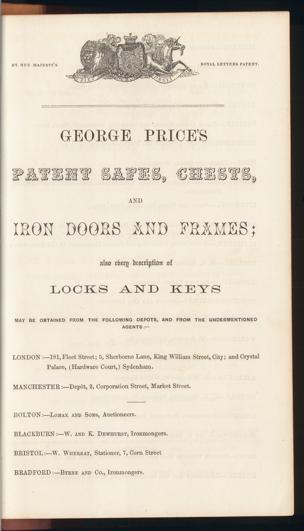 BY HER MAJESTY'S ROYAL LETTERS PATENT.
GEORGE PRICE'S
PATENT SAFES, CHESTS,
AND
IRON DOORS AND FRAMES;
also every description of
LOCKS AND KEYS
MAY BE OBTAINED FROM THE FOLLOWING DEPOTS, AND FROM THE UNDERMENTIONED
AGENTS:—
LONDON:—181, Fleet Street; 5, Sherborne Lane, King William Street, City; and Crystal
Palace, (Hardware Court,) Sydenham.
MANCHESTER:—Depôt, 2, Corporation Street, Market Street.
BOLTON:—LOMAX AND SONS, Auctioneers.
BLACKBURN:—W. AND K. DEWHURST, Ironmongers.
BRISTOL:—W. WHEREAT, Stationer, 7, Corn Street
BRADFORD:—BYRNE AND CO., Ironmongers.